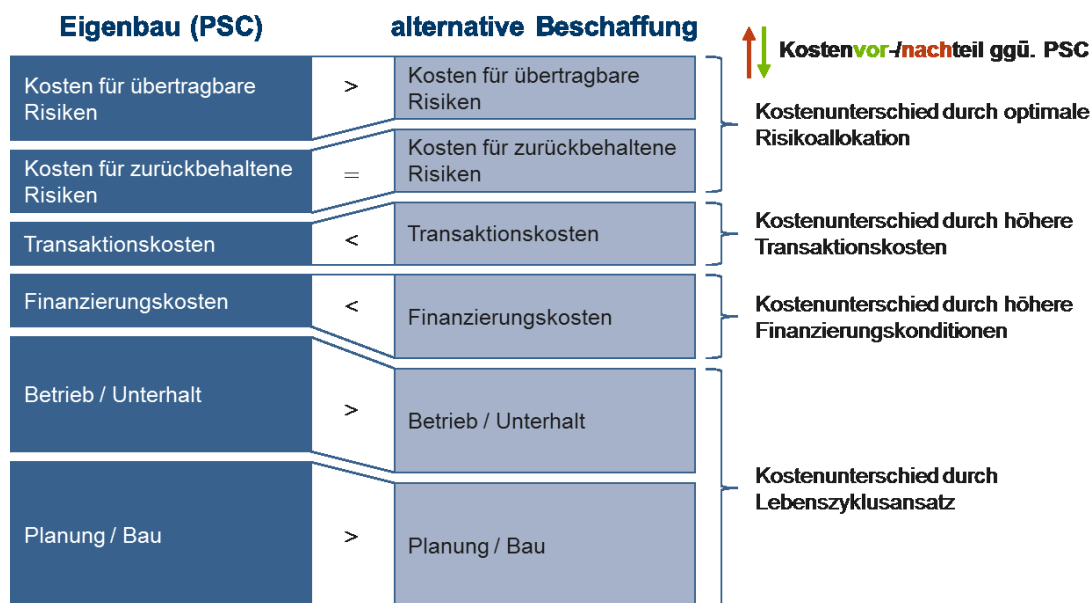 Eigenbau (PSC)
alternative Beschaffung
Kostenvor-/nachteil ggü. PSC
Kosten für übertragbare
Risiken
>
Kosten für übertragbare
Risiken
Kostenunterschied durch optimale
Risikoallokation
Kosten für zurückbehaltene
Risiken
=
Kosten für zurückbehaltene
Risiken
Transaktionskosten
<
Transaktionskosten
Kostenunterschied durch höhere
Transaktionskosten
Finanzierungskosten
<
Finanzierungskosten
Kostenunterschied durch höhere
Finanzierungskonditionen
Betrieb / Unterhalt
>
Betrieb / Unterhalt
Kostenunterschied durch
Lebenszyklusansatz
Planung / Bau
>
Planung / Bau